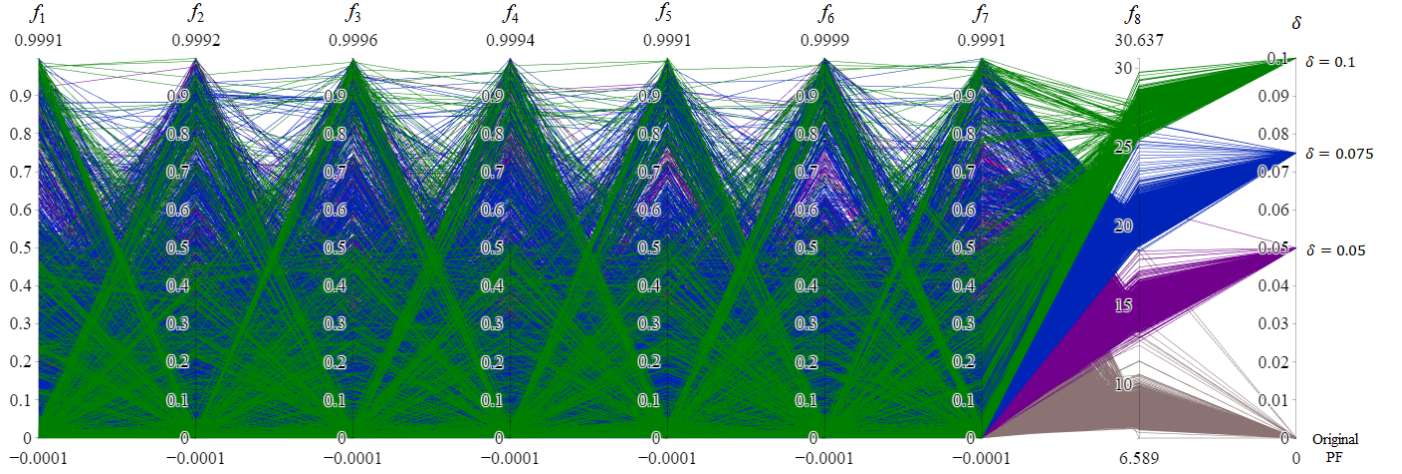 f1 f2 f3 f4 f5 f6 f7 f8 δ
0.9991 0.9992 0.9996 0.9994 0.9991 0.9999 0.9991 30.637
30 0.1 δ = 0.1
0.9 0.9 0.9 0.9 0.9 0.9 0.9 0.09
0.8 0.8 0.8 0.8 0.8 0.8 0.8 0.08
25 δ = 0.075
0.7 0.7 0.7 0.7 0.7 0.7 0.7 0.07
0.6 0.6 0.6 0.6 0.6 0.6 0.6 0.06
20
0.5 0.5 0.5 0.5 0.5 0.5 0.5 0.05 δ = 0.05
0.4 0.4 0.4 0.4 0.4 0.4 0.4 0.04
15
0.3 0.3 0.3 0.3 0.3 0.3 0.3 0.03
0.2 0.2 0.2 0.2 0.2 0.2 0.2 0.02
10
0.1 0.1 0.1 0.1 0.1 0.1 0.1 0.01
0 0 0 0 0 0 0 0 Original
−0.0001 −0.0001 −0.0001 −0.0001 −0.0001 −0.0001 −0.0001 6.589 0 PF